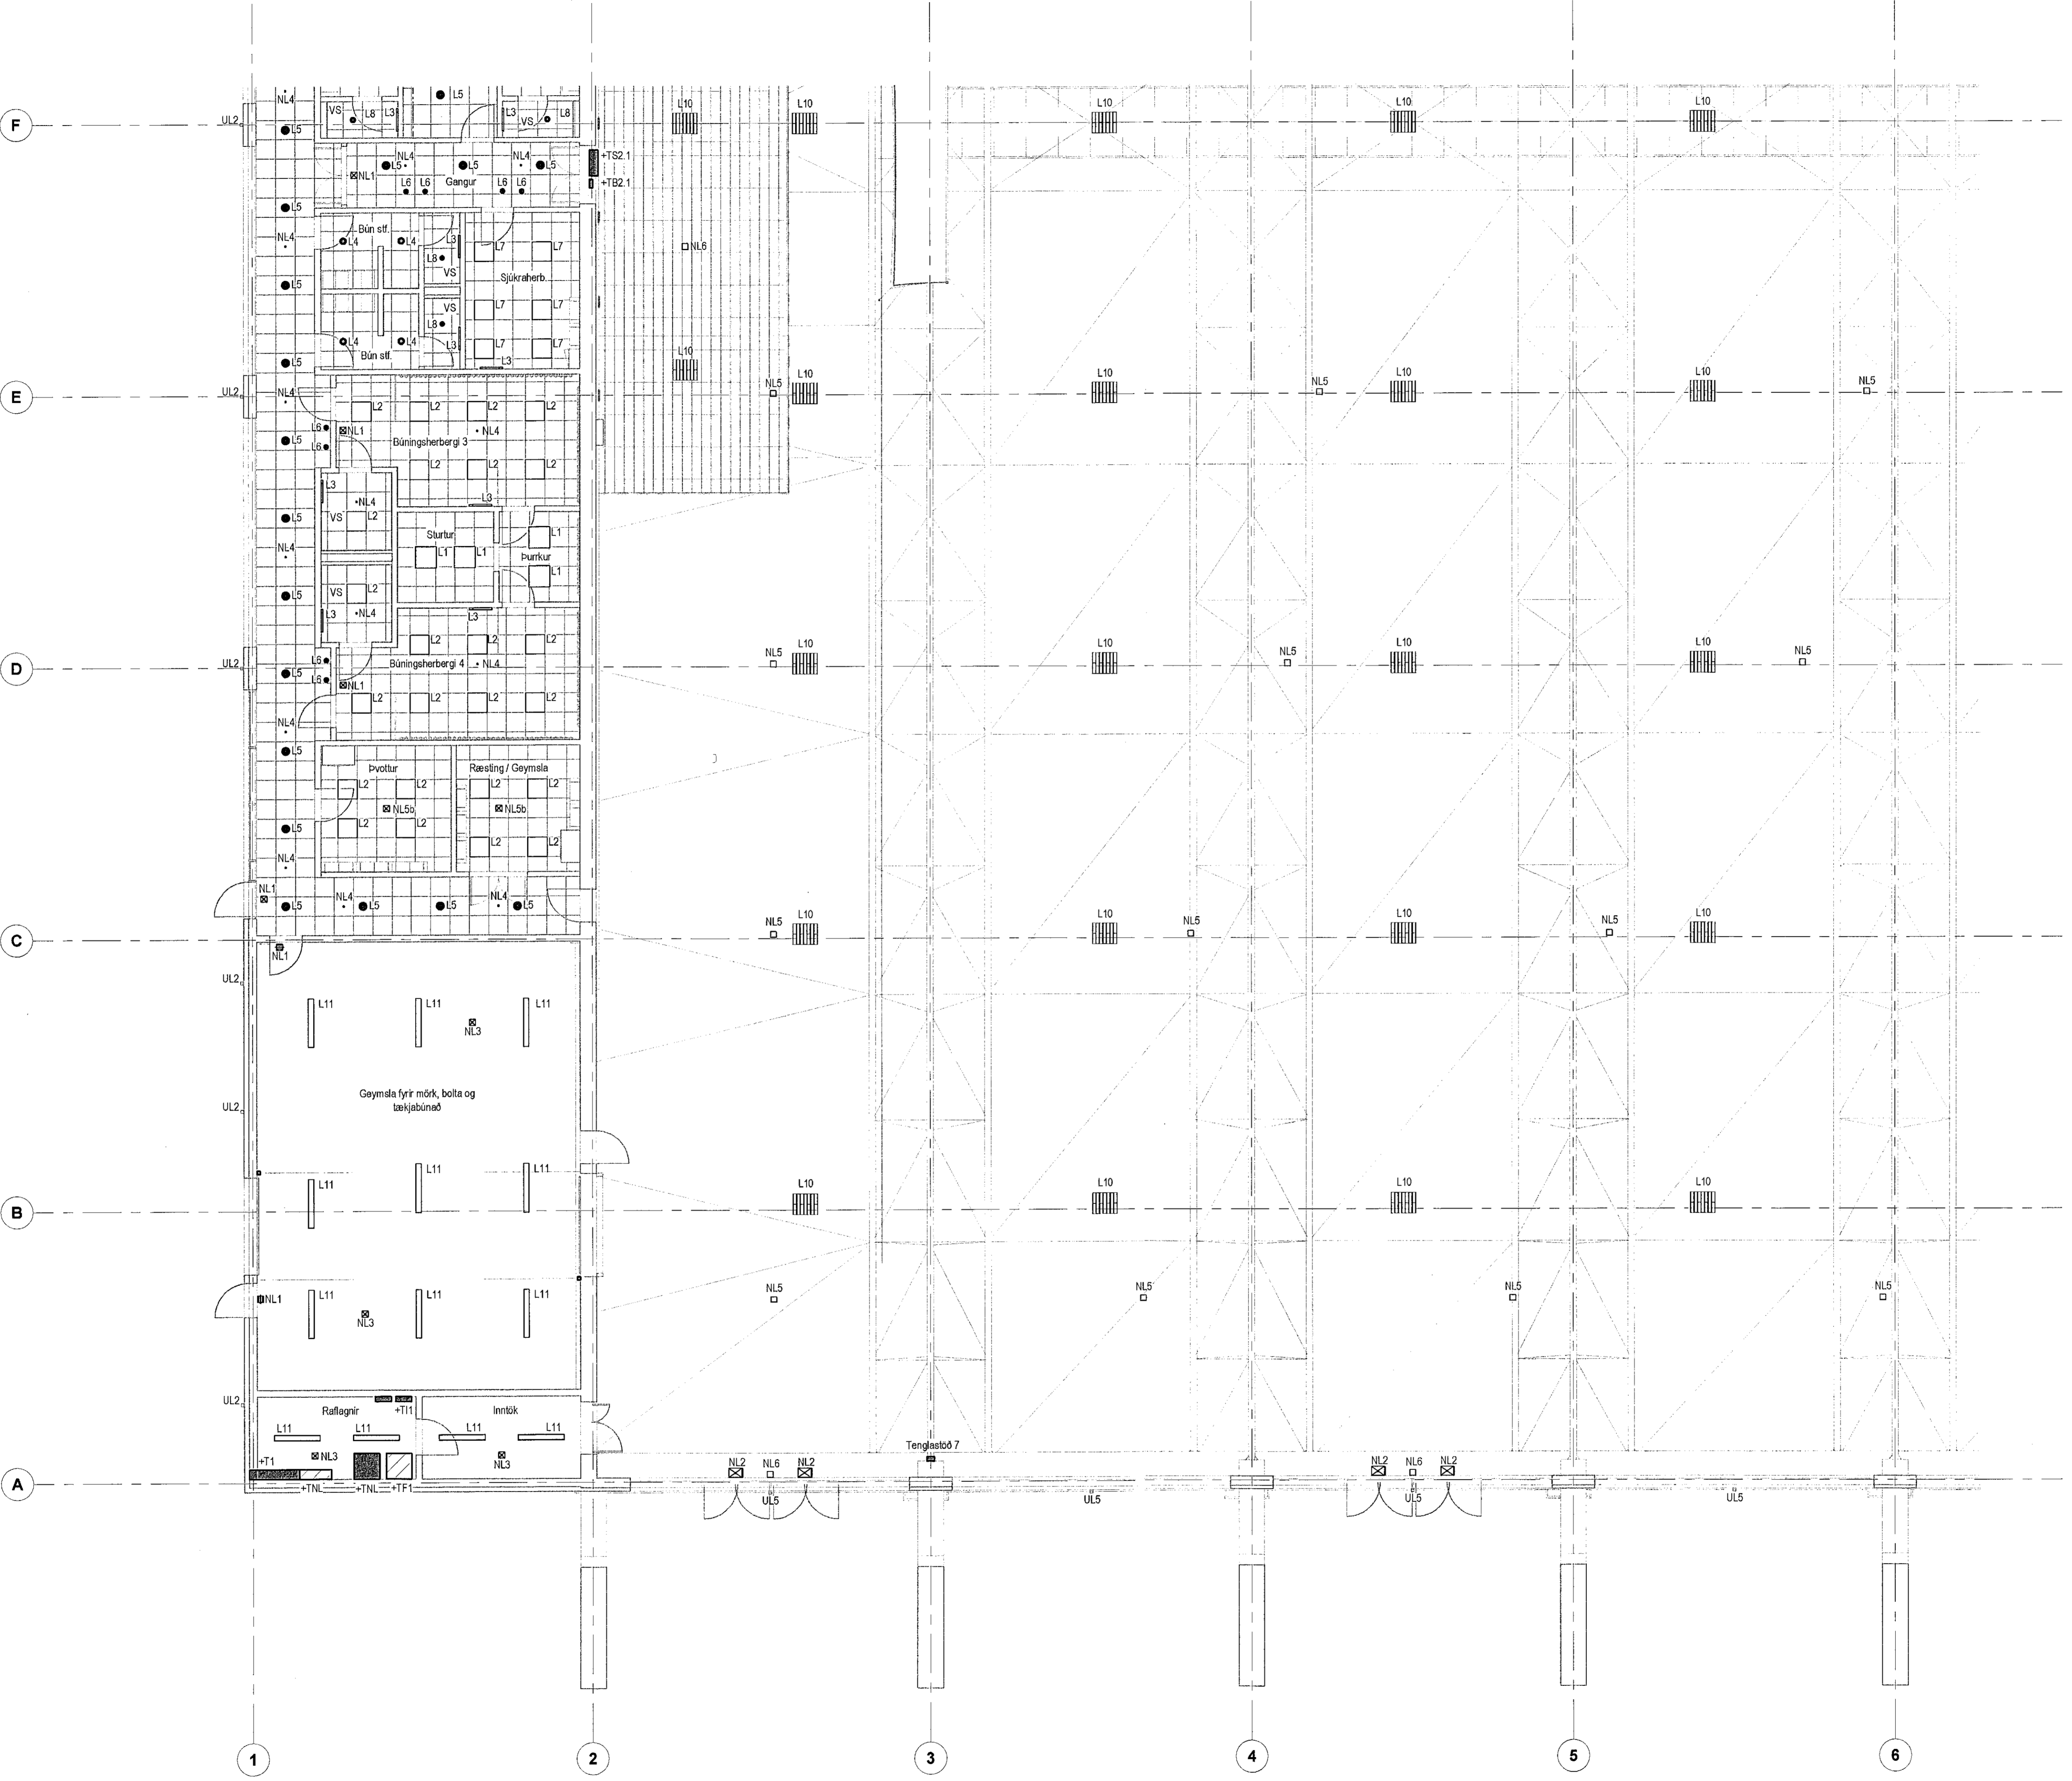 NL4 VS L8 L3 L5 L3 VS L8 L10 L10 L10 L10 L10
F UL2 L5
NL4 NL4 +TS2.1
L5 L5 L5
NL1 L6 L6 Gangur L6 L6 +TB2.1
L5
NL4 Bún stf. L4 L4 L3 L7 L7 NL6
L8 VS Sjúkraherb.
L5
VS L7 L7
L8
L4 L4 L3 L7 L7
Bún stf. L3 L10
L5
E UL2 NL4 NL5 L10 L10 NL5 L10 L10 NL5
L2 L2 L2 L2
L6 NL1 NL4
L5 L6 Búningsherbergi 3
L2 L2 L2
L3 L3
NL4
L5 VS L2
Sturtur L1
NL4 L1 L1 Þurrkur
L1
L5 VS L2
L3 NL4 L3
L2 L2 L2
D UL2 L6 Búningsherbergi 4 NL4 NL5 L10 L10 NL5 L10 L10 NL5
L5 L6 NL1
L2 L2 L2 L2
NL4
L5
Þvottur Ræsting / Geymsla
L2 L2 L2 L2
NL5b NL5b
L5 L2 L2
L2 L2
NL4
NL1 NL4 NL4
L5 L5 L5 L5
C NL5 L10 L10 NL5 L10 NL5 L10
NL1
UL2
L11 L11 L11
NL3
Geymsla fyrir mörk, bolta og
tækjabúnað
UL2
L11 L11 L11
B L10 L10 L10 L10
NL1 L11 L11 L11 NL5 NL5 NL5 NL5
NL3
UL2
Raflagnir +TI1 Inntök
L11 L11 L11 L11
NL3 NL3 Tenglastöð 7
+T1 NL2 NL6 NL2 NL2 NL6 NL2
A +TNL +TNL +TF1 UL5 UL5 UL5 UL5
1 2 3 4 5 6